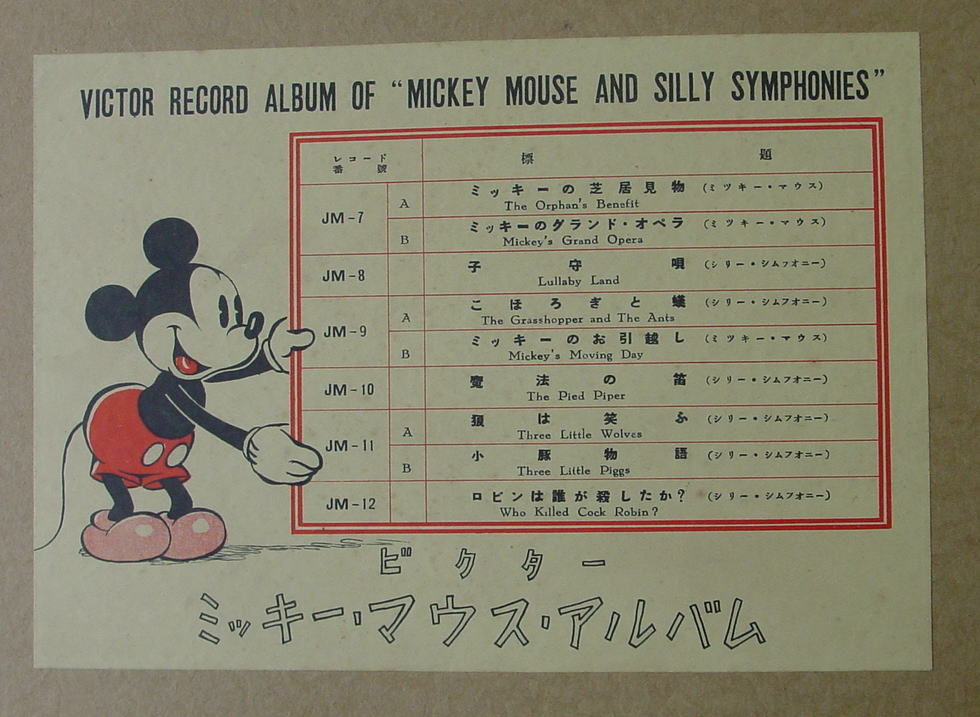 VICTOR RECORD ALBUM OF “MICKEY MOUSE AND SILLY SYMPHONIES”
レコード番號 標題
JM-7 A ミッキーの芝居見物 (ミツキー・マウス)
The Orphan's Benefit
B ミッキーのグランド・オペラ (ミツキー・マウス)
Mickey's Grand Opera
JM-8 子守唄 (シリー・シムフオニー)
Lullaby Land
JM-9 A こほろぎと蟻 (シリー・シムフオニー)
The Grasshopper and The Ants
B ミッキーのお引越し (ミツキー・マウス)
Mickey's Moving Day
JM-10 魔法の笛 (シリー・シムフオニー)
The Pied Piper
JM-11 A 狼は笑ふ (シリー・シムフオニー)
Three Little Wolves
B 小豚物語 (シリー・シムフオニー)
Three Little Piggs
JM-12 ロビンは誰が殺したか? (シリー・シムフオニー)
Who Killed Cock Robin?
ビクター
ミッキー・マウス・アルバム